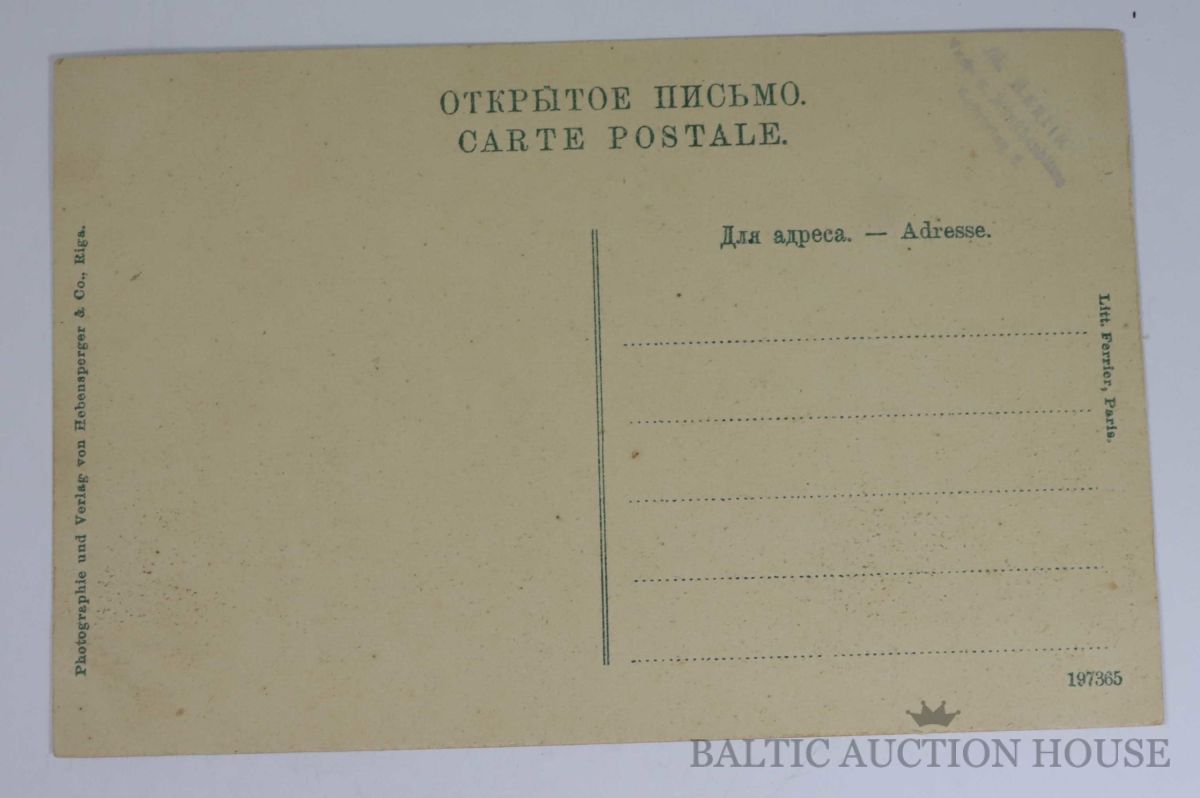 ОТКРЫТОЕ ПИСЬМО.
CARTE POSTALE.
Для адреса. — Adresse.
Photographie und Verlag von Hebensperger & Co., Riga.
Litt. Ferrier, Paris.
197365
BALTIC AUCTION HOUSE